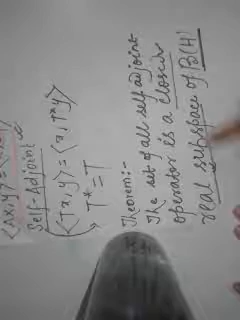 Self-Adjoint
⟨Tx, y⟩ = ⟨x, T*y⟩
T* = T
Theorem:-
The set of all self adjoint
operator is a closed
real subspace of B(H)